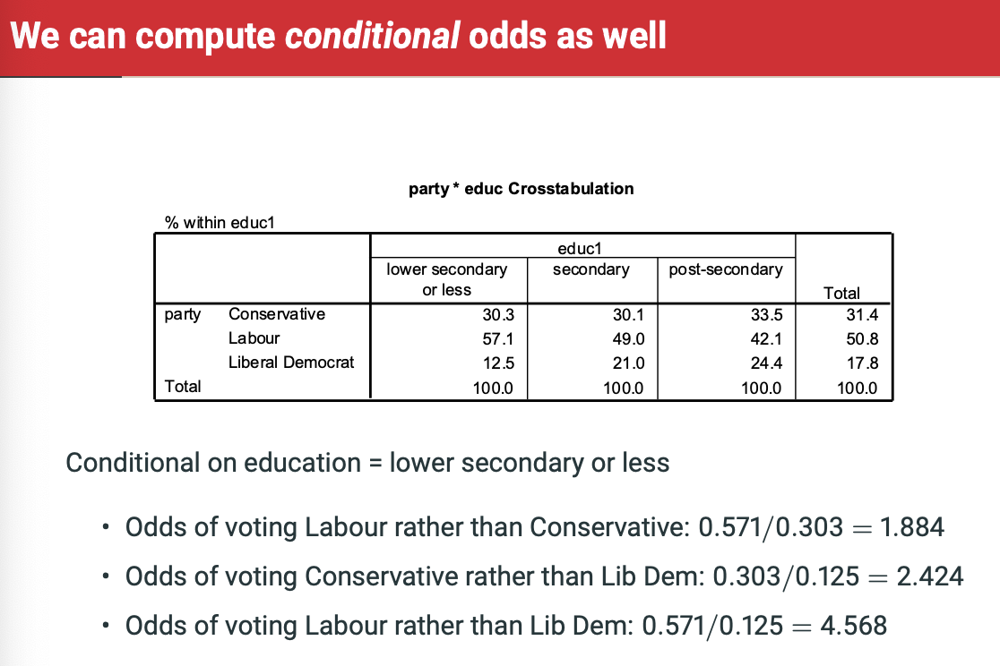 We can compute conditional odds as well
party * educ Crosstabulation
% within educ1
educ1
lower secondary or less secondary post-secondary Total
party Conservative 30.3 30.1 33.5 31.4
Labour 57.1 49.0 42.1 50.8
Liberal Democrat 12.5 21.0 24.4 17.8
Total 100.0 100.0 100.0 100.0
Conditional on education = lower secondary or less
• Odds of voting Labour rather than Conservative: 0.571/0.303 = 1.884
• Odds of voting Conservative rather than Lib Dem: 0.303/0.125 = 2.424
• Odds of voting Labour rather than Lib Dem: 0.571/0.125 = 4.568